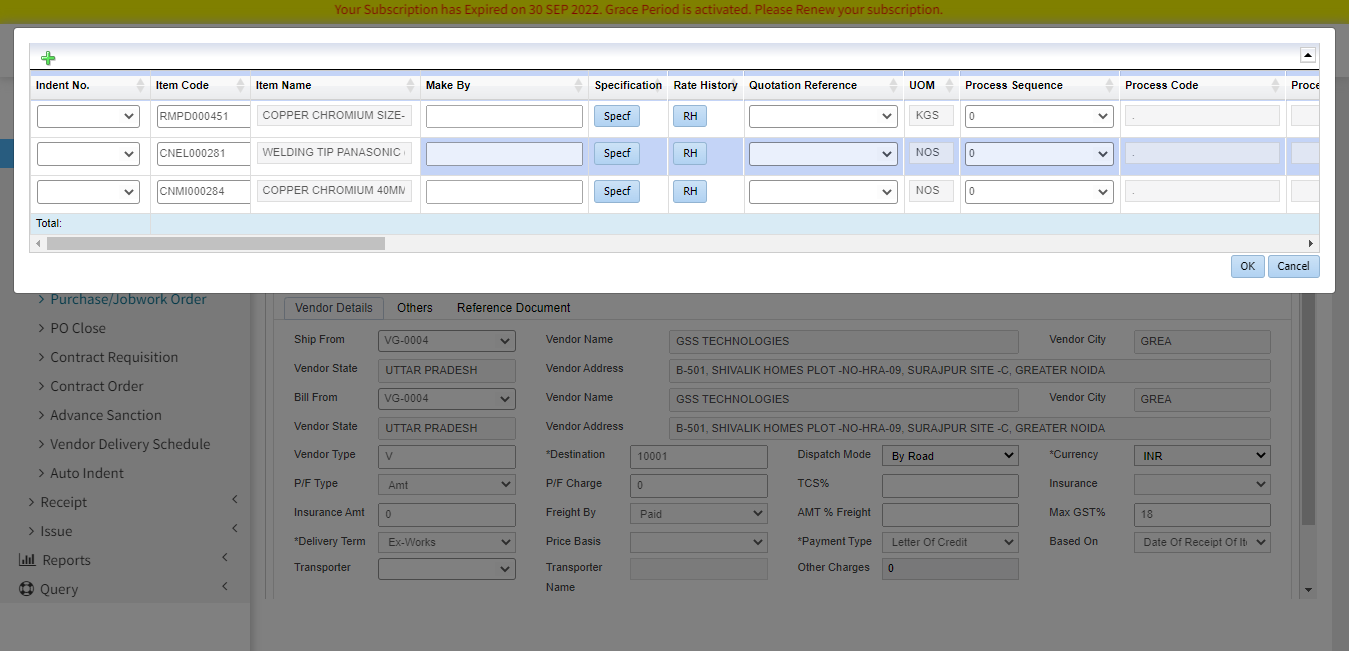 Your Subscription has Expired on 30 SEP 2022. Grace Period is activated. Please Renew your subscription.
Indent No. Item Code Item Name Make By Specification Rate History Quotation Reference UOM Process Sequence Process Code Proce
RMPD000451 COPPER CHROMIUM SIZE- Specf RH KGS 0 .
CNEL000281 WELDING TIP PANASONIC Specf RH NOS 0 .
CNMI000284 COPPER CHROMIUM 40MM Specf RH NOS 0 .
Total:
OK Cancel
Purchase/Jobwork Order
PO Close
Contract Requisition
Contract Order
Advance Sanction
Vendor Delivery Schedule
Auto Indent
Receipt
Issue
Reports
Query
Vendor Details Others Reference Document
Ship From VG-0004 Vendor Name GSS TECHNOLOGIES Vendor City GREA
Vendor State UTTAR PRADESH Vendor Address B-501, SHIVALIK HOMES PLOT -NO-HRA-09, SURAJPUR SITE -C, GREATER NOIDA
Bill From VG-0004 Vendor Name GSS TECHNOLOGIES Vendor City GREA
Vendor State UTTAR PRADESH Vendor Address B-501, SHIVALIK HOMES PLOT -NO-HRA-09, SURAJPUR SITE -C, GREATER NOIDA
Vendor Type V *Destination 10001 Dispatch Mode By Road *Currency INR
P/F Type Amt P/F Charge 0 TCS% Insurance
Insurance Amt 0 Freight By Paid AMT % Freight Max GST% 18
*Delivery Term Ex-Works Price Basis *Payment Type Letter Of Credit Based On Date Of Receipt Of Ite
Transporter Transporter Name Other Charges 0